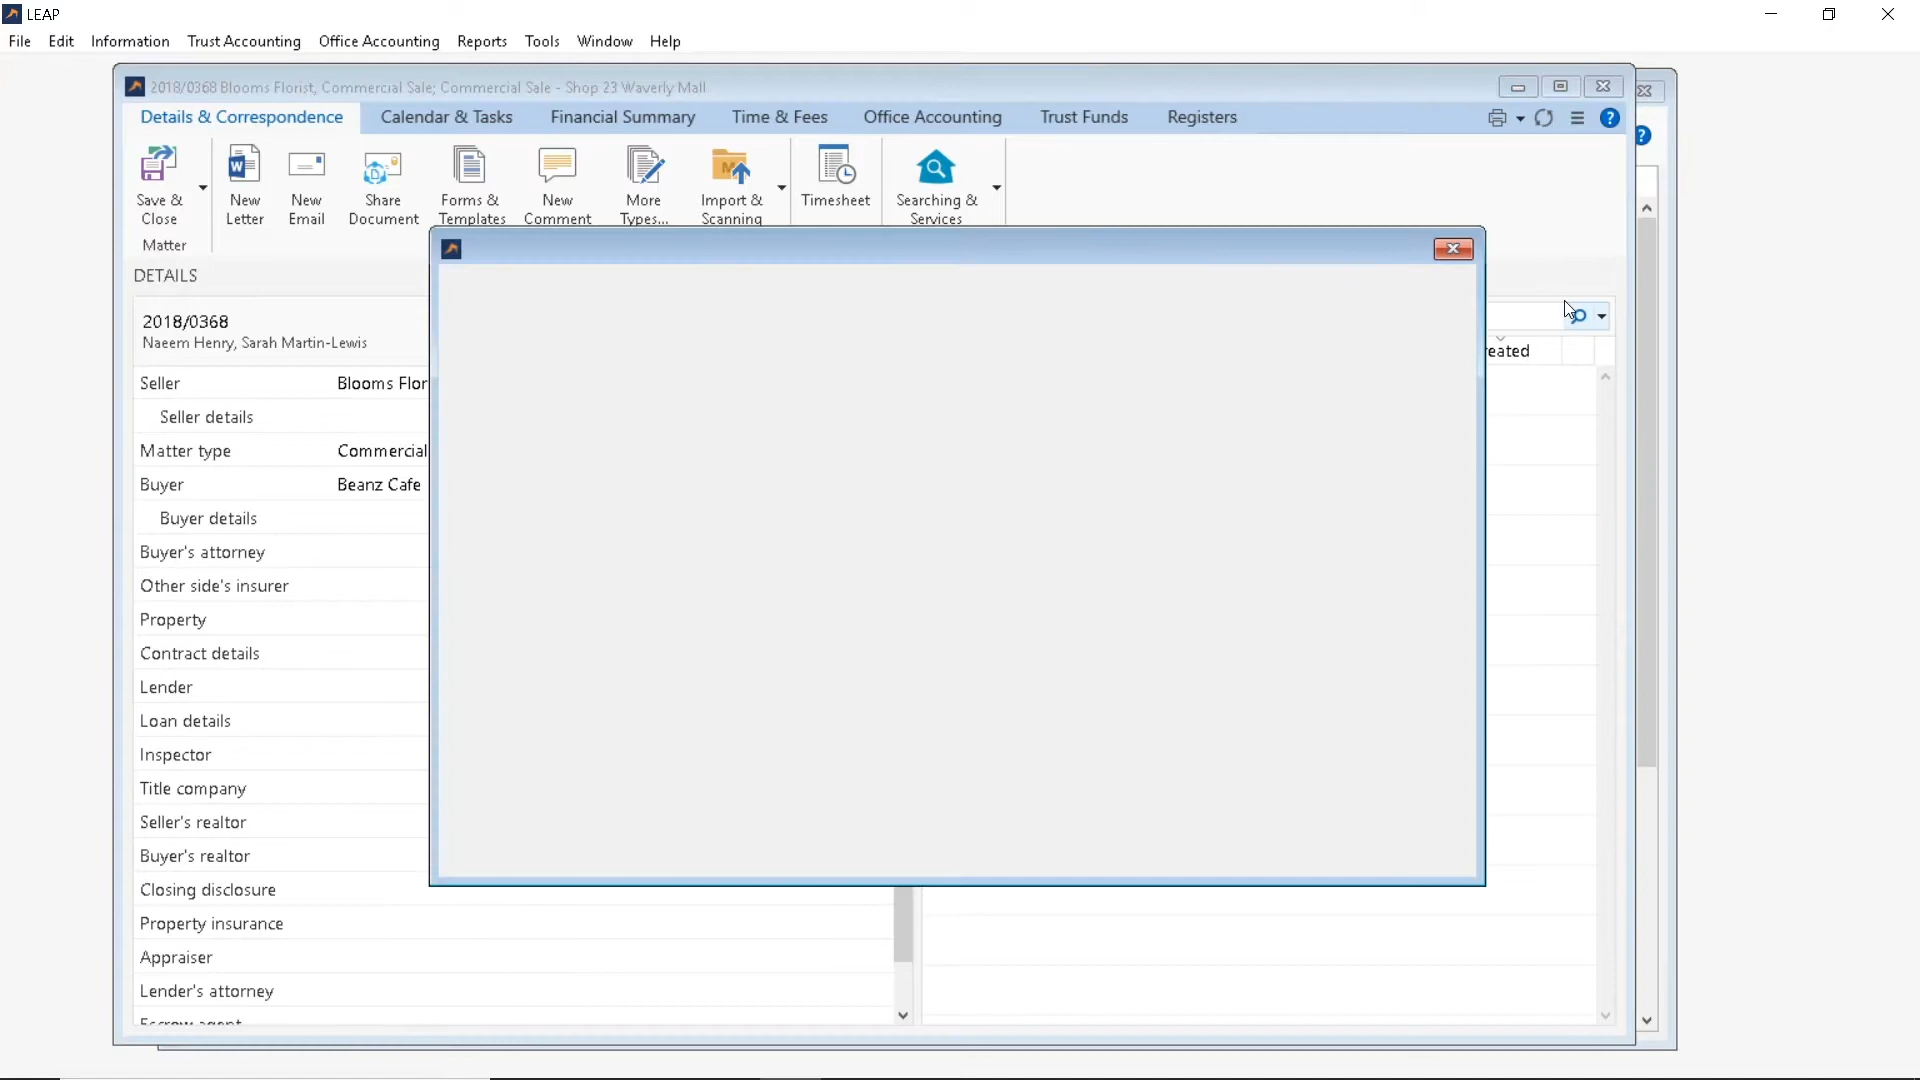 LEAP
File Edit Information Trust Accounting Office Accounting Reports Tools Window Help
2018/0368 Blooms Florist, Commercial Sale; Commercial Sale - Shop 23 Waverly Mall
Details & Correspondence Calendar & Tasks Financial Summary Time & Fees Office Accounting Trust Funds Registers
Save & Close
New Letter
New Email
Share Document
Forms & Templates
New Comment
More Types...
Import & Scanning
Timesheet
Searching & Services
Matter
DETAILS
2018/0368
Naeem Henry, Sarah Martin-Lewis
eated
Seller Blooms Flor
Seller details
Matter type Commercial
Buyer Beanz Cafe
Buyer details
Buyer's attorney
Other side's insurer
Property
Contract details
Lender
Loan details
Inspector
Title company
Seller's realtor
Buyer's realtor
Closing disclosure
Property insurance
Appraiser
Lender's attorney
Escrow agent